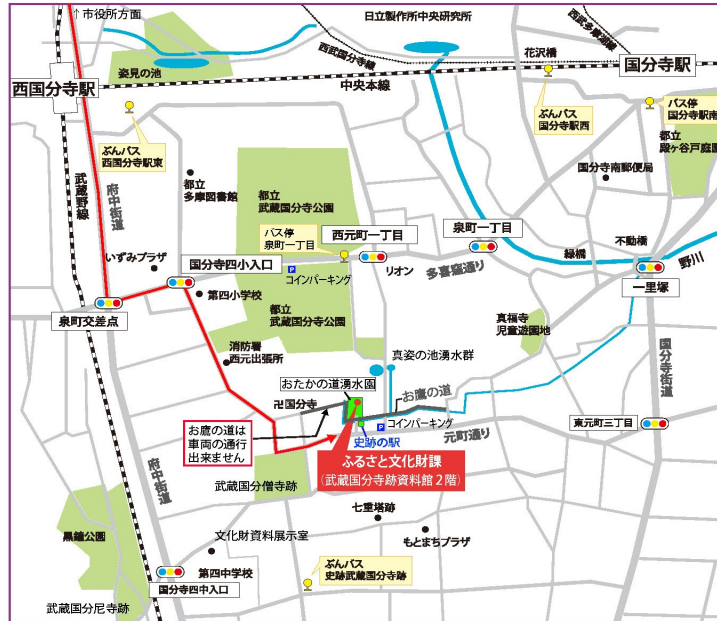 ↑市役所方面
日立製作所中央研究所
西武多摩湖線
花沢橋
西武国分寺線
国分寺駅
姿見の池
西国分寺駅
中央本線
ぶんバス
西国分寺駅東
ぶんバス
国分寺駅西
バス停
国分寺駅南
都立
殿ヶ谷戸庭園
国分寺南郵便局
武蔵野線
府中街道
都立
多摩図書館
都立
武蔵国分寺公園
バス停
泉町一丁目
西元町一丁目
泉町一丁目
不動橋
緑橋
野川
いずみプラザ
国分寺四小入口
コインパーキング
リオン
多喜窪通り
一里塚
第四小学校
泉町交差点
都立
武蔵国分寺公園
真福寺
児童遊園地
消防署
西元出張所
真姿の池湧水群
国分寺街道
おたかの道湧水園
お鷹の道
卍国分寺
お鷹の道は
車両の通行
出来ません
コインパーキング
東元町三丁目
元町通り
史跡の駅
ふるさと文化財課
(武蔵国分寺跡資料館2階)
府中街道
武蔵国分僧寺跡
七重塔跡
黒鐘公園
文化財資料展示室
もとまちプラザ
ぶんバス
史跡武蔵国分寺跡
第四中学校
国分寺四中入口
武蔵国分尼寺跡